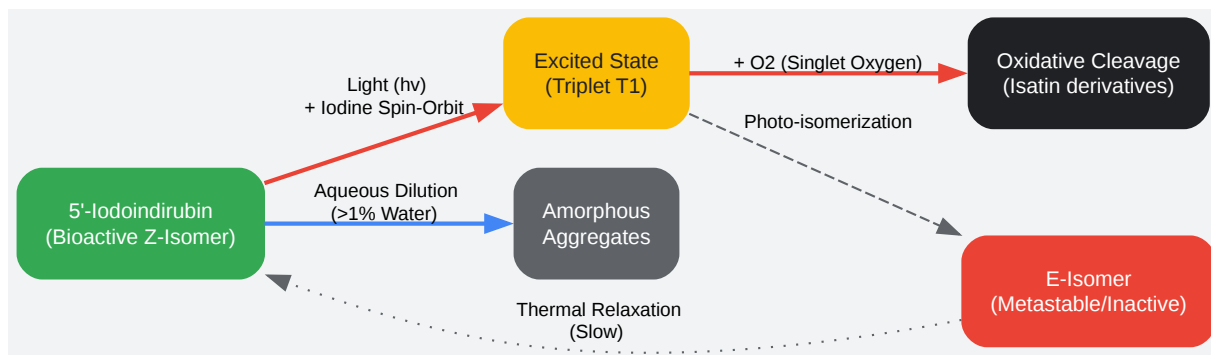 Excited State
(Triplet T1)
+ O2 (Singlet Oxygen)
Oxidative Cleavage
(Isatin derivatives)
Light (hv)
+ Iodine Spin-Orbit
Photo-isomerization
5'-Iodoindirubin
(Bioactive Z-Isomer)
Aqueous Dilution
(>1% Water)
Amorphous
Aggregates
E-Isomer
(Metastable/Inactive)
Thermal Relaxation
(Slow)